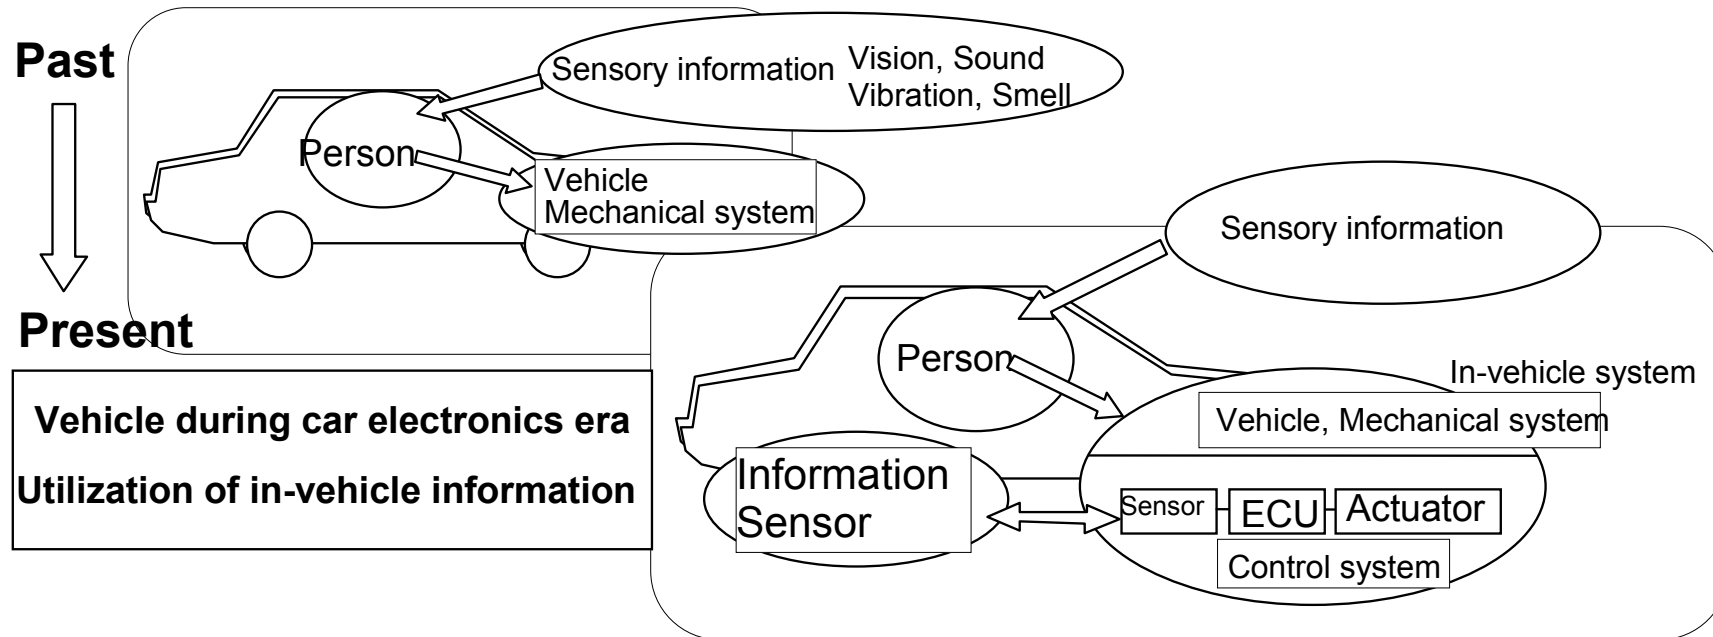 Past
Sensory information
Vision, Sound
Vibration, Smell
Person
Vehicle
Mechanical system
Present
Vehicle during car electronics era
Utilization of in-vehicle information
Sensory information
Person
In-vehicle system
Vehicle, Mechanical system
Information
Sensor
Sensor
ECU
Actuator
Control system